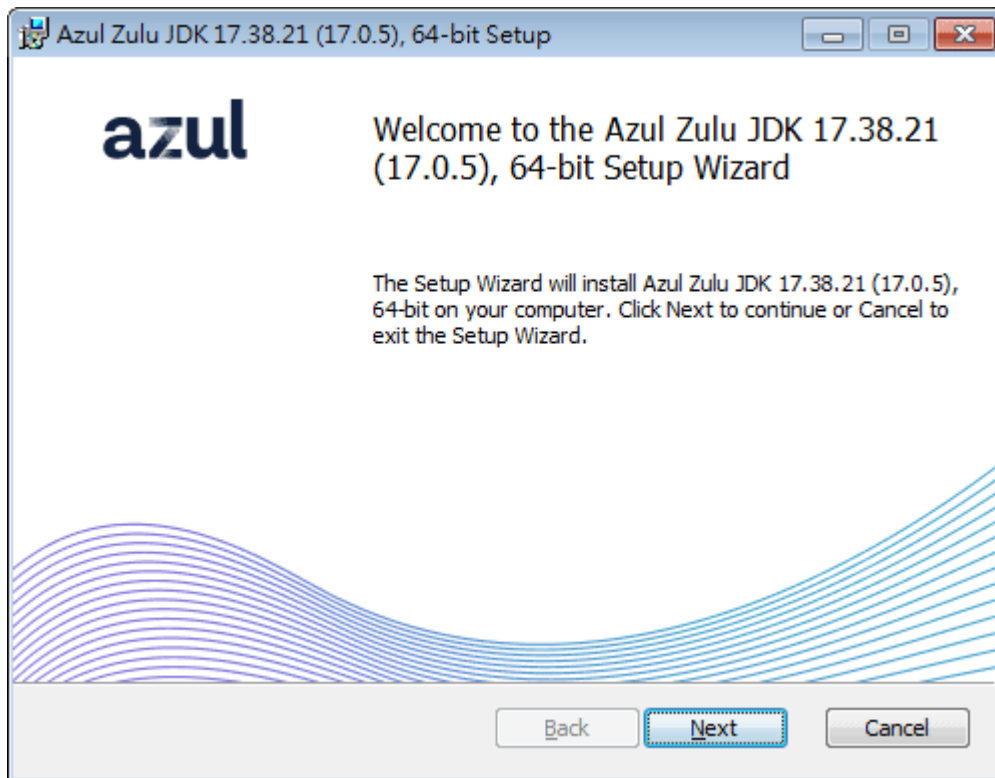 Azul Zulu JDK 17.38.21 (17.0.5), 64-bit Setup
azul
Welcome to the Azul Zulu JDK 17.38.21
(17.0.5), 64-bit Setup Wizard
The Setup Wizard will install Azul Zulu JDK 17.38.21 (17.0.5),
64-bit on your computer. Click Next to continue or Cancel to
exit the Setup Wizard.
Back
Next
Cancel